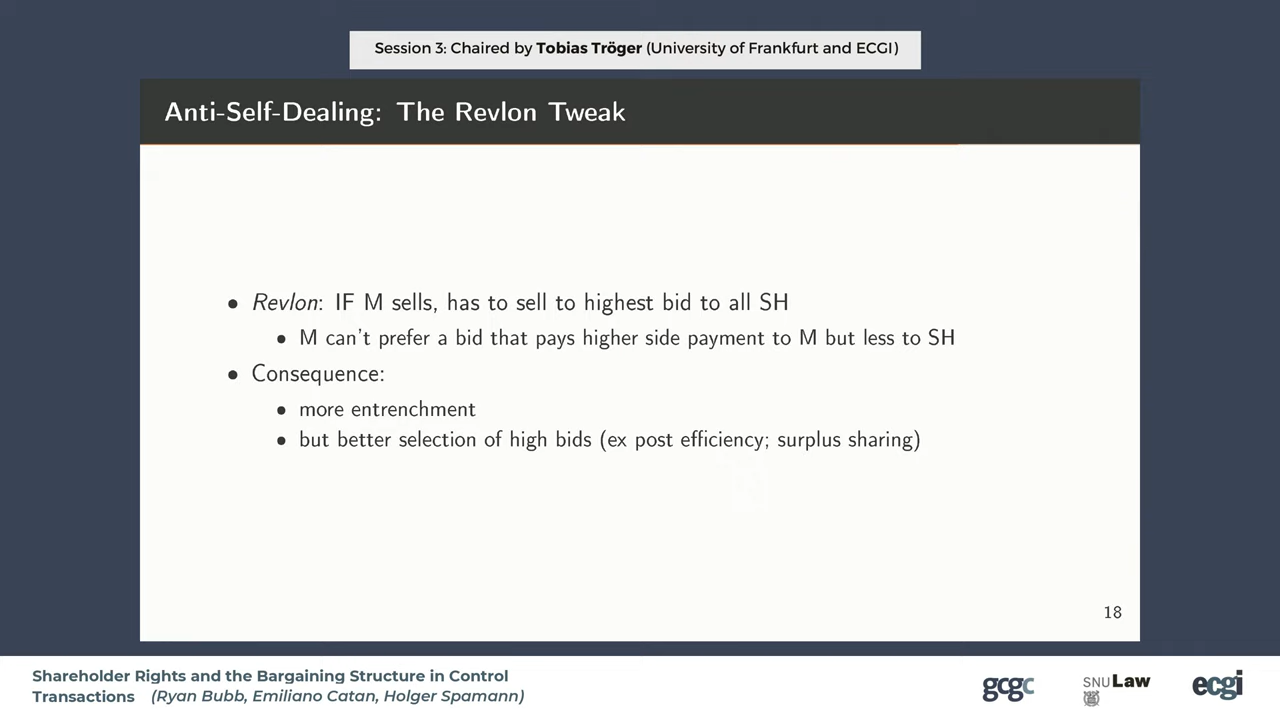 Session 3: Chaired by Tobias Tröger (University of Frankfurt and ECGI)
Anti-Self-Dealing: The Revlon Tweak
• Revlon: IF M sells, has to sell to highest bid to all SH
• M can't prefer a bid that pays higher side payment to M but less to SH
• Consequence:
• more entrenchment
• but better selection of high bids (ex post efficiency; surplus sharing)
18
Shareholder Rights and the Bargaining Structure in Control
Transactions (Ryan Bubb, Emiliano Catan, Holger Spamann)
gcgc
SNU Law
ecgi